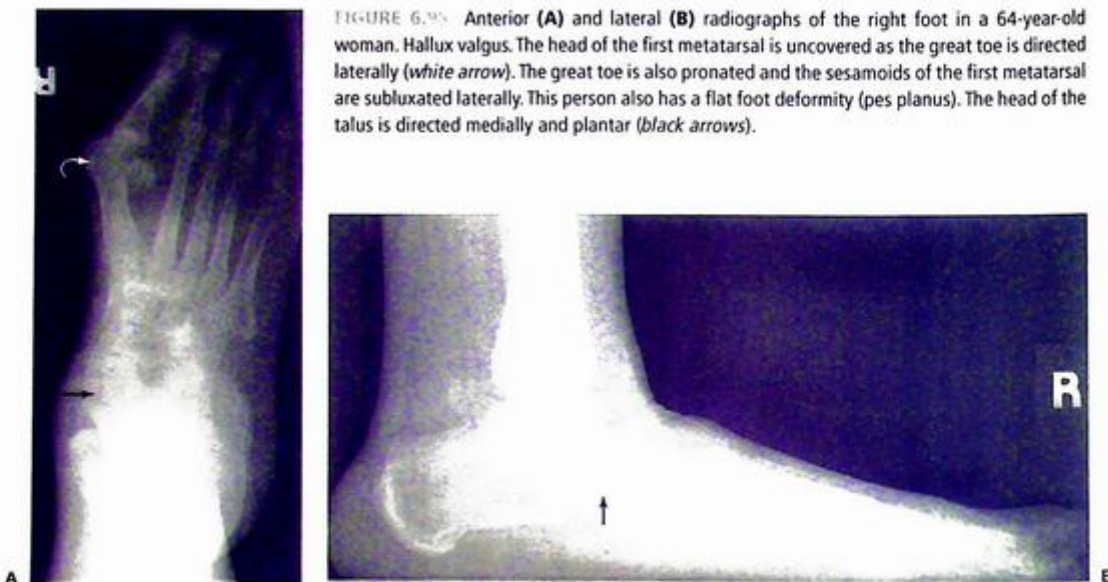 FIGURE 6.9 Anterior (A) and lateral (B) radiographs of the right foot in a 64-year-old
woman. Hallux valgus. The head of the first metatarsal is uncovered as the great toe is directed
laterally (white arrow). The great toe is also pronated and the sesamoids of the first metatarsal
are subluxated laterally. This person also has a flat foot deformity (pes planus). The head of the
talus is directed medially and plantar (black arrows).
R
R
A
B